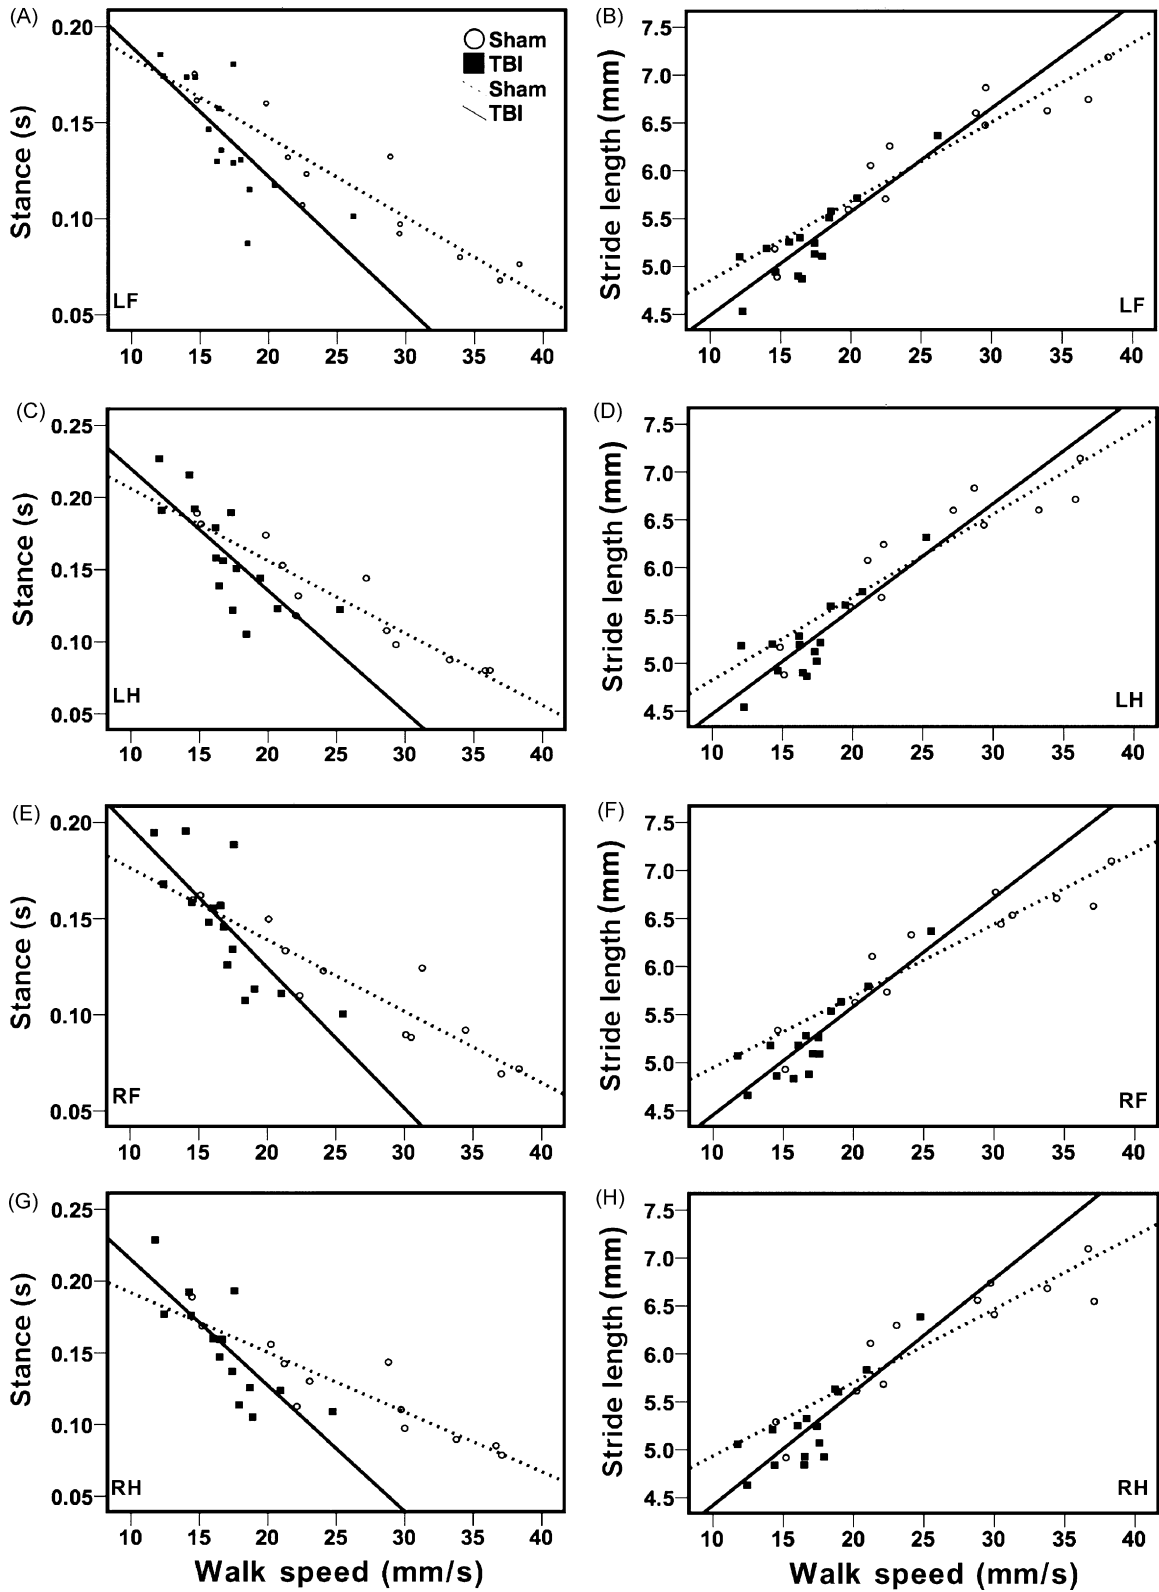 (A)
0.20
0.15
0.10
0.05
Stance (s)
Sham
TBI
Sham
TBI
LF
10 15 20 25 30 35 40
(B)
7.5
7.0
6.5
6.0
5.5
5.0
4.5
Stride length (mm)
LF
10 15 20 25 30 35 40
(C)
0.25
0.20
0.15
0.10
0.05
Stance (s)
LH
10 15 20 25 30 35 40
(D)
7.5
7.0
6.5
6.0
5.5
5.0
4.5
Stride length (mm)
LH
10 15 20 25 30 35 40
(E)
0.20
0.15
0.10
0.05
Stance (s)
RF
10 15 20 25 30 35 40
(F)
7.5
7.0
6.5
6.0
5.5
5.0
4.5
Stride length (mm)
RF
10 15 20 25 30 35 40
(G)
0.25
0.20
0.15
0.10
0.05
Stance (s)
RH
10 15 20 25 30 35 40
Walk speed (mm/s)
(H)
7.5
7.0
6.5
6.0
5.5
5.0
4.5
Stride length (mm)
RH
10 15 20 25 30 35 40
Walk speed (mm/s)